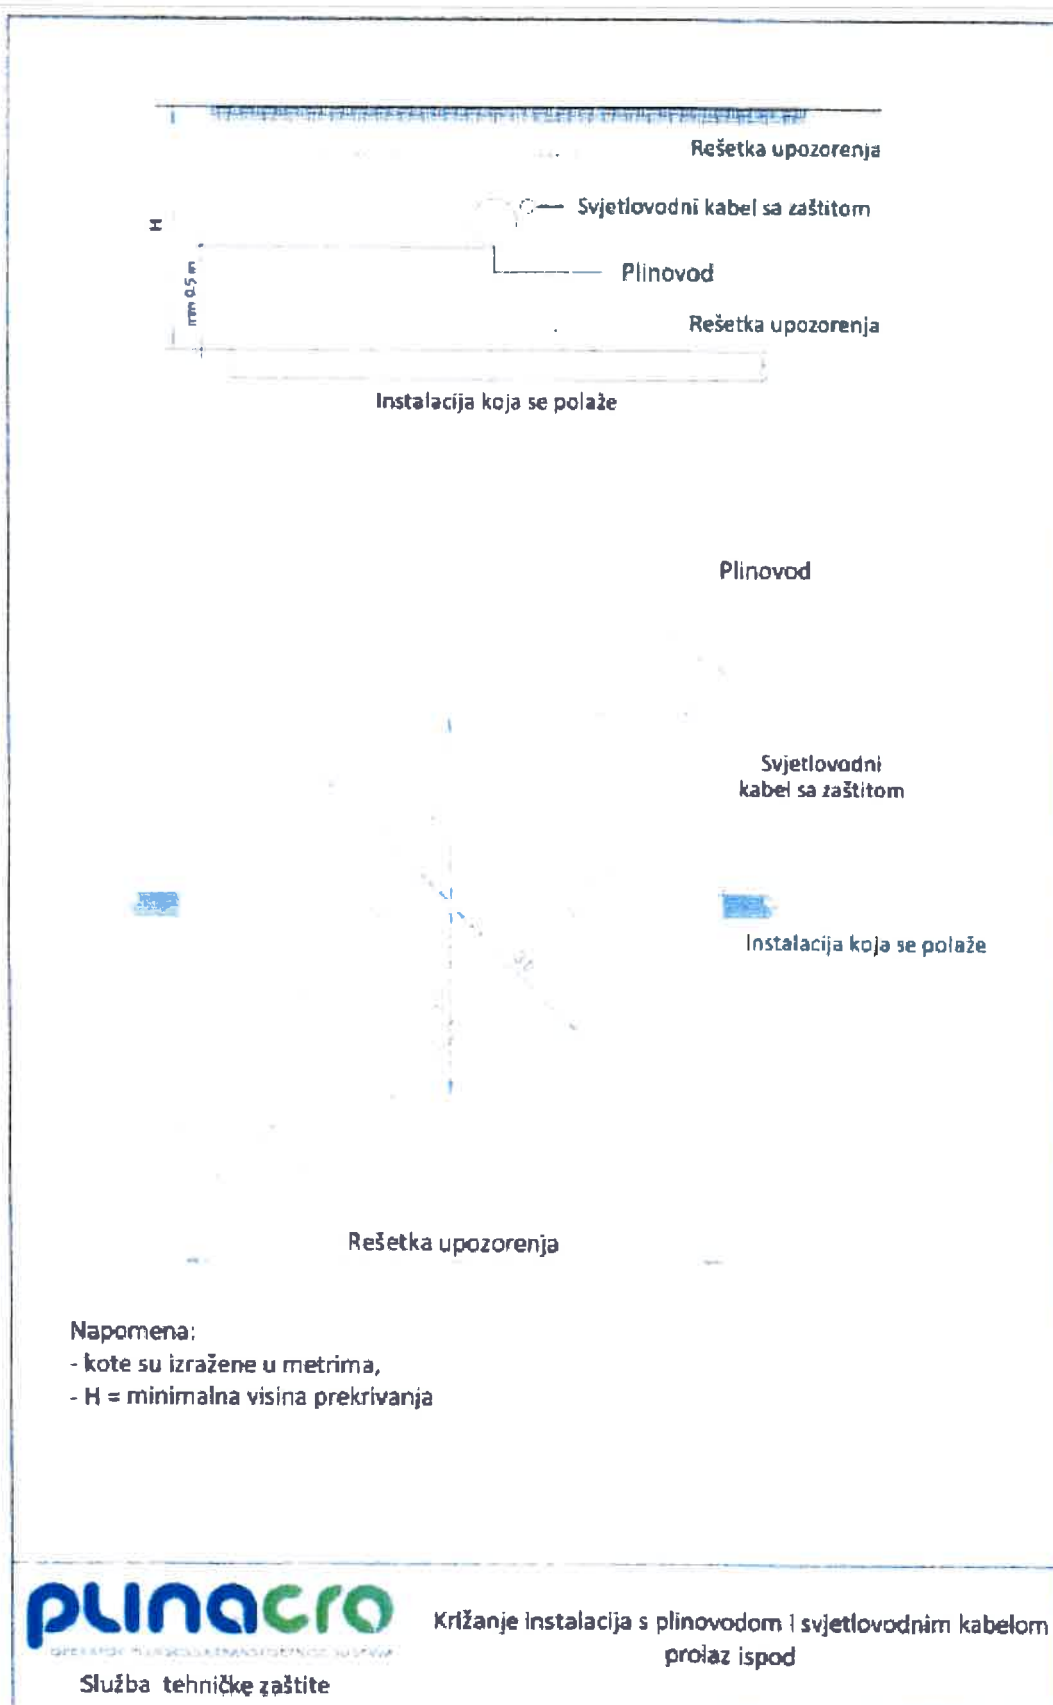 Rešetka upozorenja
Svjetlovodni kabel sa zaštitom
H
min 0.5 m
Plinovod
Rešetka upozorenja
Instalacija koja se polaže
Plinovod
Svjetlovodni
kabel sa zaštitom
Instalacija koja se polaže
Rešetka upozorenja
Napomena:
- kote su izražene u metrima,
- H = minimalna visina prekrivanja
plinacro
Služba tehničke zaštite
Križanje instalacija s plinovodom i svjetlovodnim kabelom
prolaz ispod